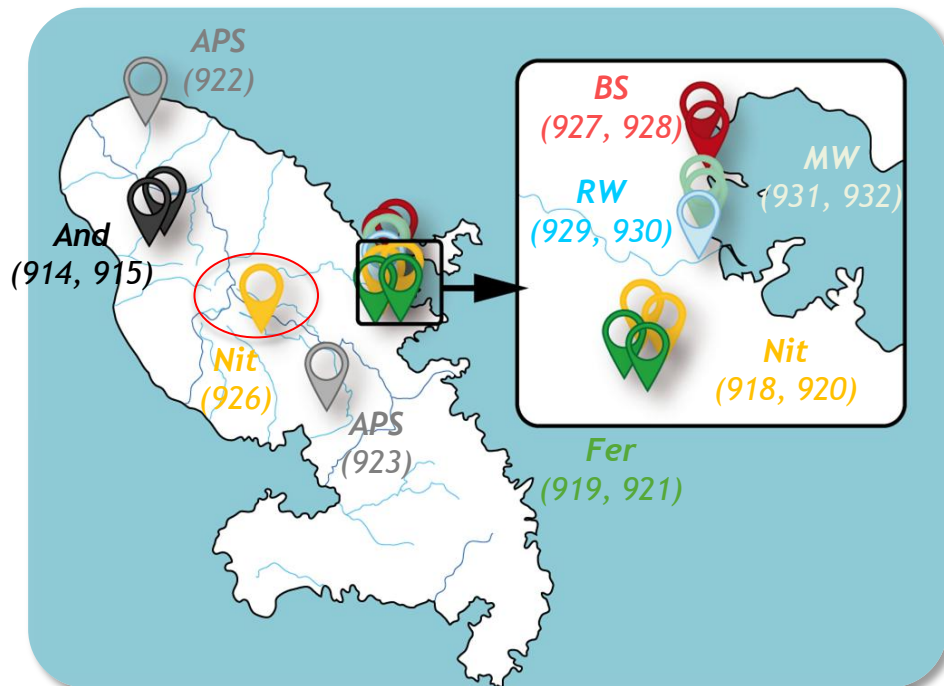 APS
(922)
BS
(927, 928)
MW
(931, 932)
RW
(929, 930)
And
(914, 915)
Nit
(926)
Nit
(918, 920)
APS
(923)
Fer
(919, 921)